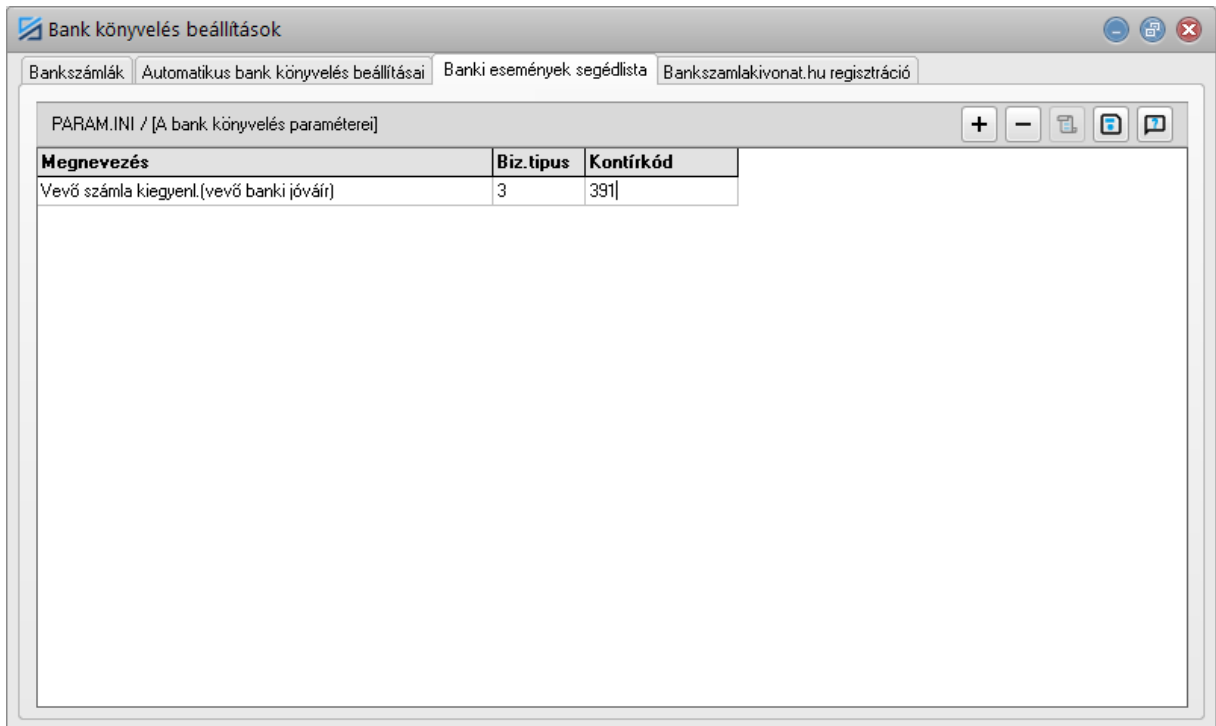 Bank könyvelés beállítások
Bankszámlák Automatikus bank könyvelés beállításai Banki események segédlista Bankszamlakivonat.hu regisztráció
PARAM.INI / [A bank könyvelés paraméterei]
Megnevezés Biz.tipus Kontírkód
Vevő számla kiegyenl.(vevő banki jóváír) 3 391